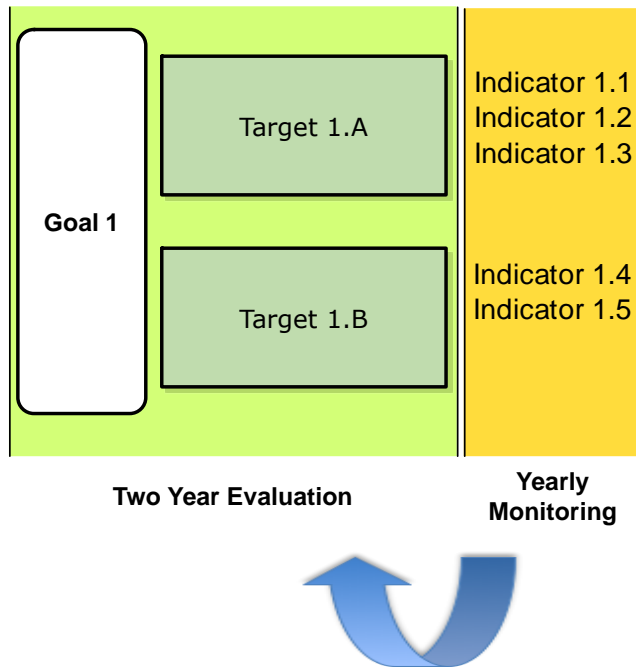 Goal 1
Target 1.A
Indicator 1.1
Indicator 1.2
Indicator 1.3
Target 1.B
Indicator 1.4
Indicator 1.5
Two Year Evaluation
Yearly
Monitoring